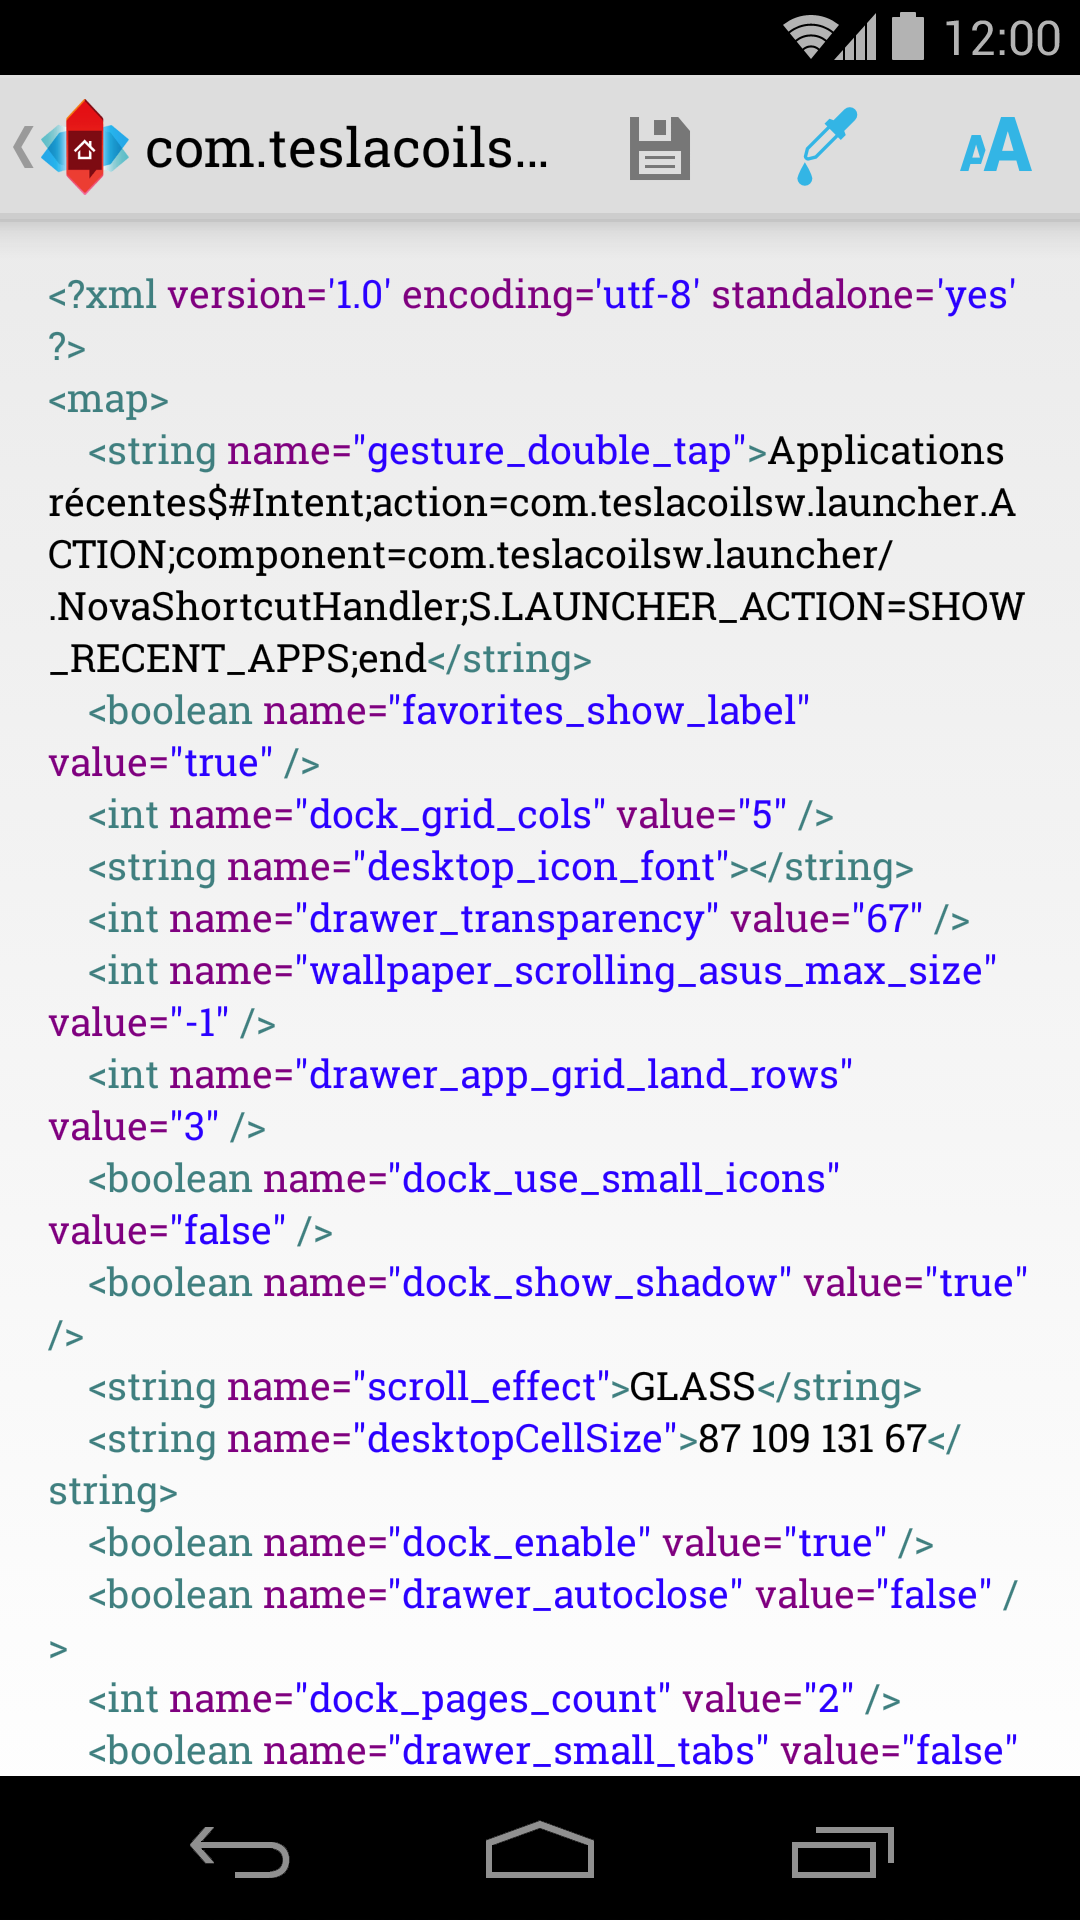 12:00
com.teslacoils...
AA
<?xml version='1.0' encoding='utf-8' standalone='yes'
?>
<map>
<string name="gesture_double_tap">Applications
récentes$#Intent;action=com.teslacoilsw.launcher.A
CTION;component=com.teslacoilsw.launcher/
.NovaShortcutHandler;S.LAUNCHER_ACTION=SHOW
_RECENT_APPS;end</string>
<boolean name="favorites_show_label"
value="true" />
<int name="dock_grid_cols" value="5" />
<string name="desktop_icon_font"></string>
<int name="drawer_transparency" value="67" />
<int name="wallpaper_scrolling_asus_max_size"
value="-1" />
<int name="drawer_app_grid_land_rows"
value="3" />
<boolean name="dock_use_small_icons"
value="false" />
<boolean name="dock_show_shadow" value="true"
/>
<string name="scroll_effect">GLASS</string>
<string name="desktopCellSize">87 109 131 67</
string>
<boolean name="dock_enable" value="true" />
<boolean name="drawer_autoclose" value="false" /
>
<int name="dock_pages_count" value="2" />
<boolean name="drawer_small_tabs" value="false"